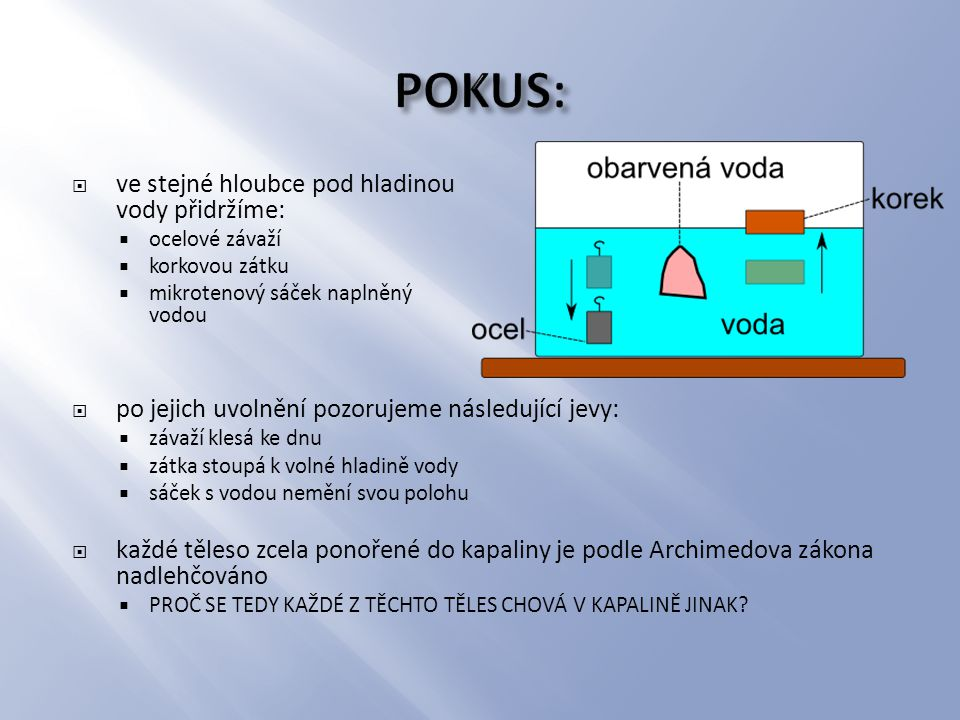 POKUS:
ve stejné hloubce pod hladinou
vody přidržíme:
ocelové závaží
korkovou zátku
mikrotenový sáček naplněný
vodou
obarvená voda
korek
ocel
voda
po jejich uvolnění pozorujeme následující jevy:
závaží klesá ke dnu
zátka stoupá k volné hladině vody
sáček s vodou nemění svou polohu
každé těleso zcela ponořené do kapaliny je podle Archimedova zákona
nadlehčováno
PROČ SE TEDY KAŽDÉ Z TĚCHTO TĚLES CHOVÁ V KAPALINĚ JINAK?